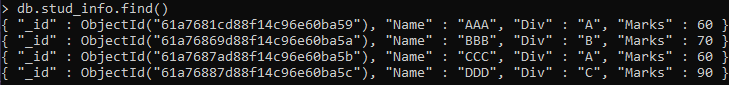 > db.stud_info.find()
{ "_id" : ObjectId("61a7681cd88f14c96e60ba59"), "Name" : "AAA", "Div" : "A", "Marks" : 60 }
{ "_id" : ObjectId("61a76869d88f14c96e60ba5a"), "Name" : "BBB", "Div" : "B", "Marks" : 70 }
{ "_id" : ObjectId("61a7687ad88f14c96e60ba5b"), "Name" : "CCC", "Div" : "A", "Marks" : 60 }
{ "_id" : ObjectId("61a76887d88f14c96e60ba5c"), "Name" : "DDD", "Div" : "C", "Marks" : 90 }